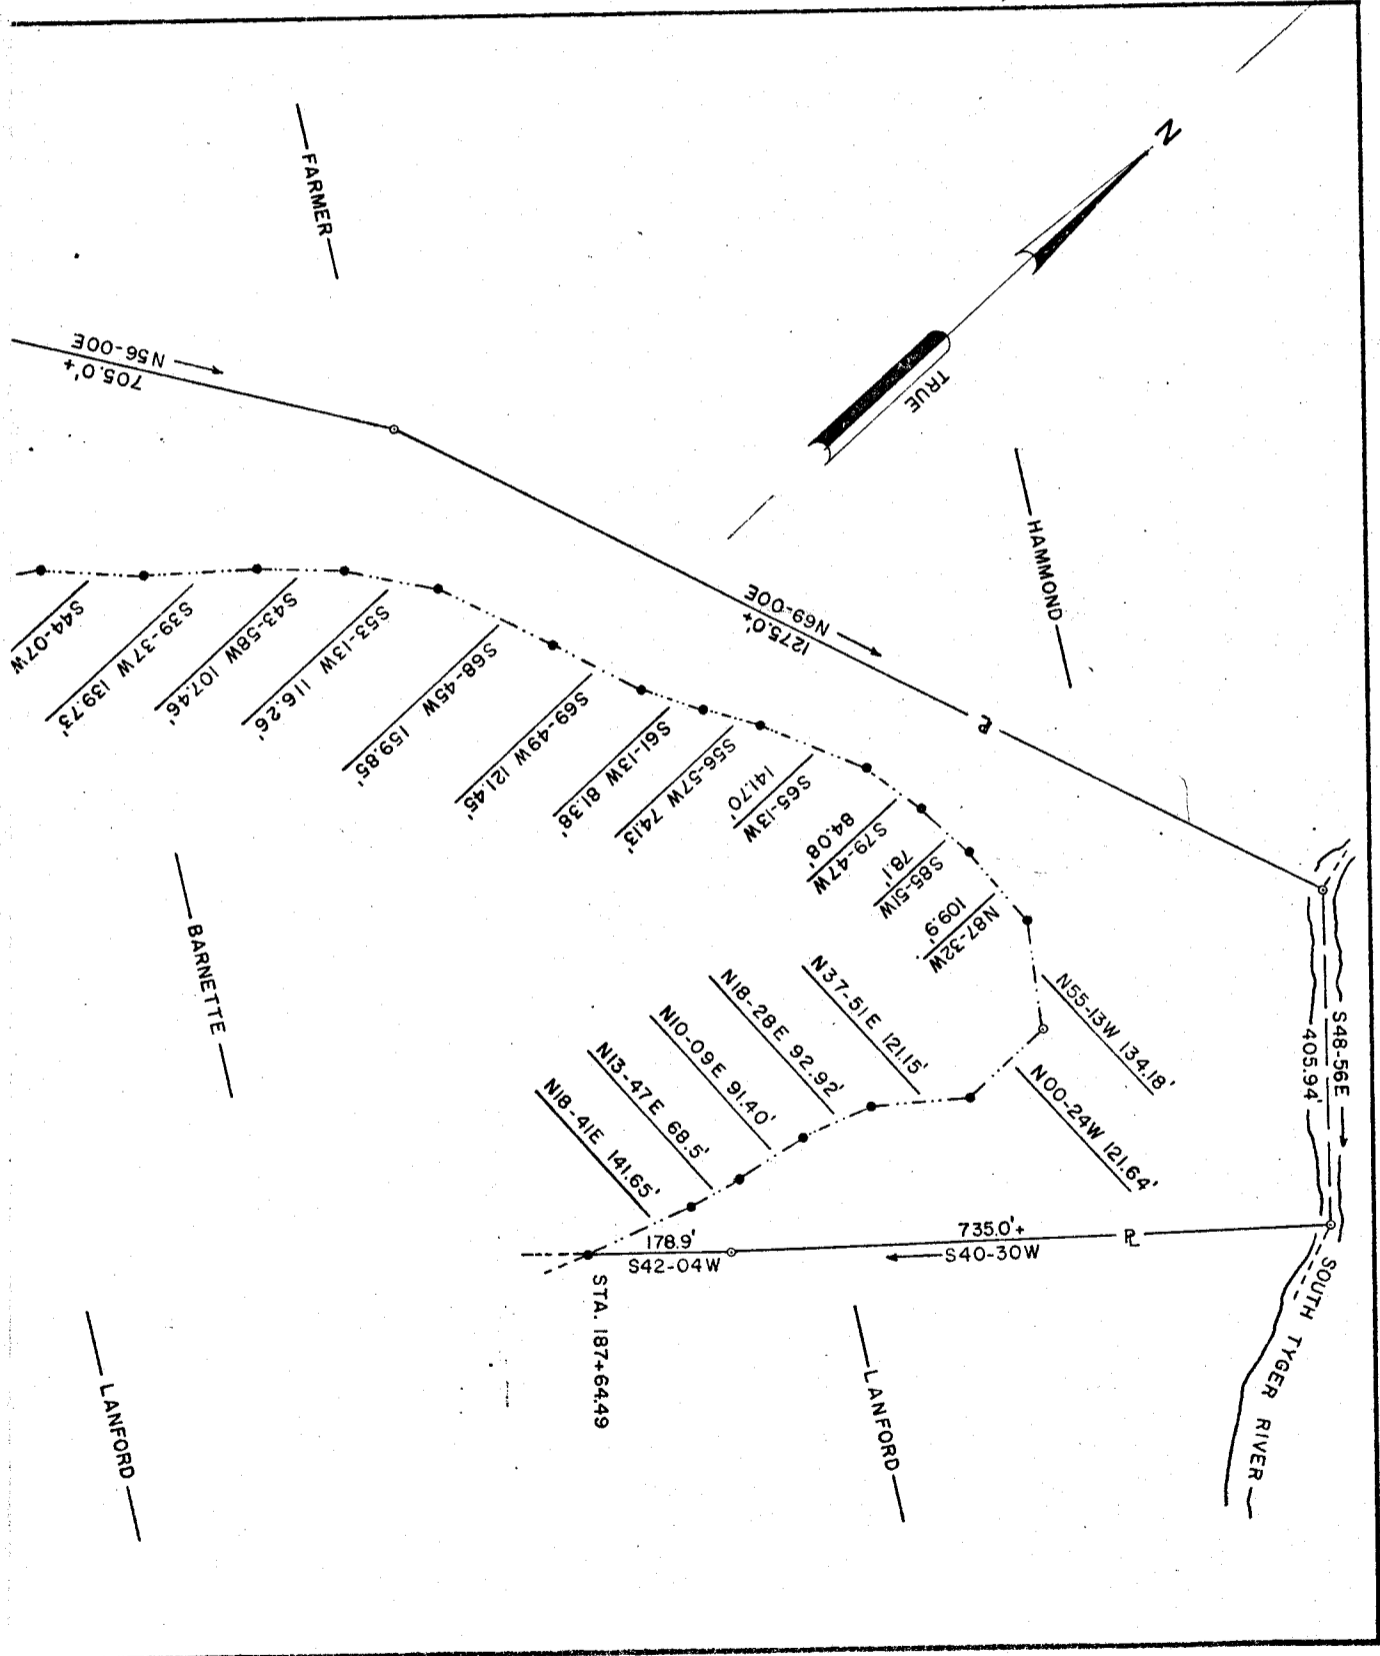 N
TRUE
FARMER
N56-00E
705.0'+
HAMMOND
N69-00E
1275.0'+
PL
S44-07W
S39-37W 139.73'
S43-58W 107.46'
S53-13W 116.26'
S68-45W 159.85'
S69-49W 121.45'
S61-13W 81.38'
S56-57W 74.13'
S65-13W
141.70'
S79-47W
84.08'
S85-51W
78.1'
N87-32W
109.9'
N55-13W 134.18'
N00-24W 121.64'
N37-51E 121.15'
N18-28E 92.92'
N10-09E 91.40'
N13-47E 68.5'
N18-41E 141.65'
S48-56E
405.94'
BARNETTE
178.9'
S42-04W
735.0'+
S40-30W
PL
STA. 187+64.49
SOUTH TYGER RIVER
LANFORD
LANFORD